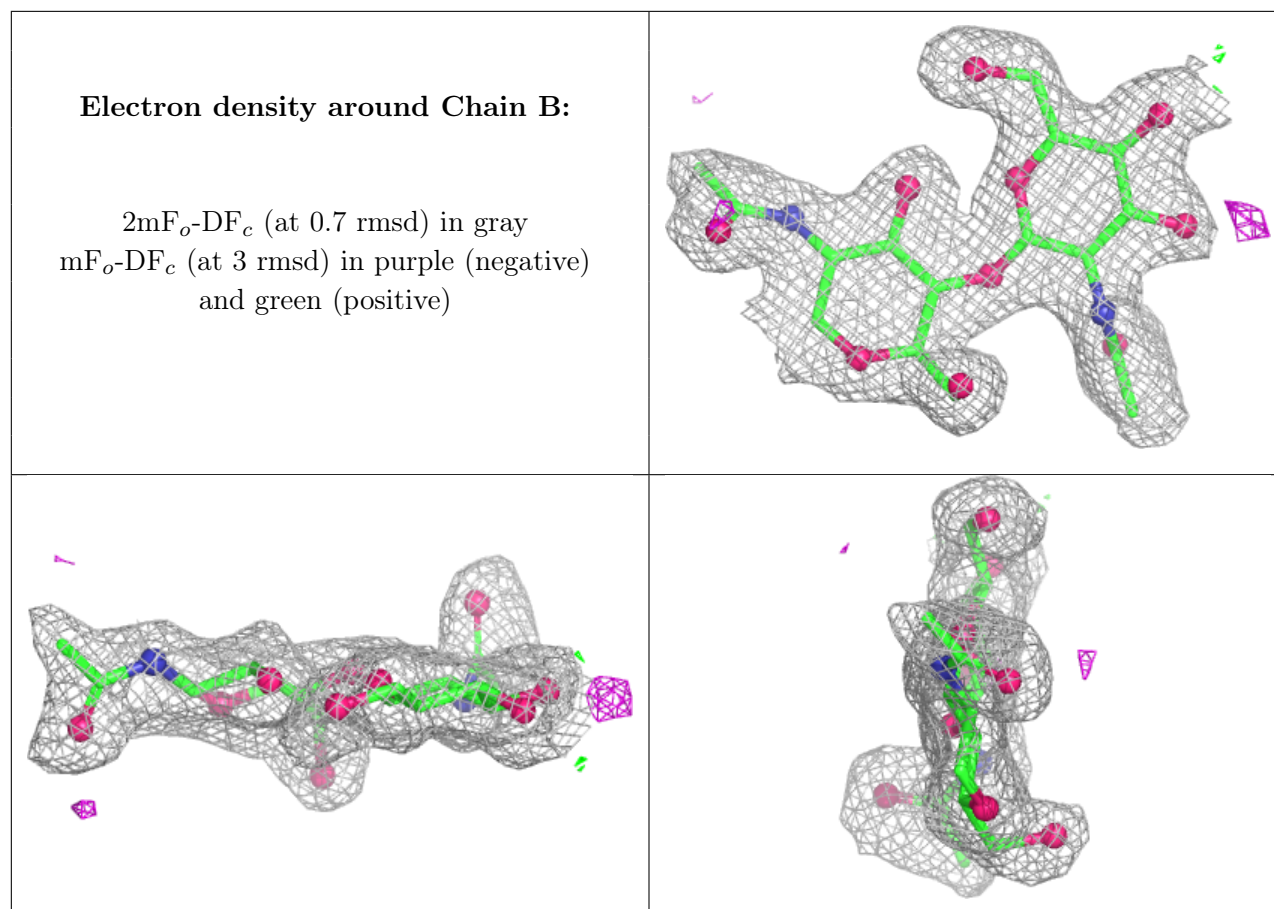 Electron density around Chain B:
2mFₒ-DF𝒸 (at 0.7 rmsd) in gray
mFₒ-DF𝒸 (at 3 rmsd) in purple (negative)
and green (positive)